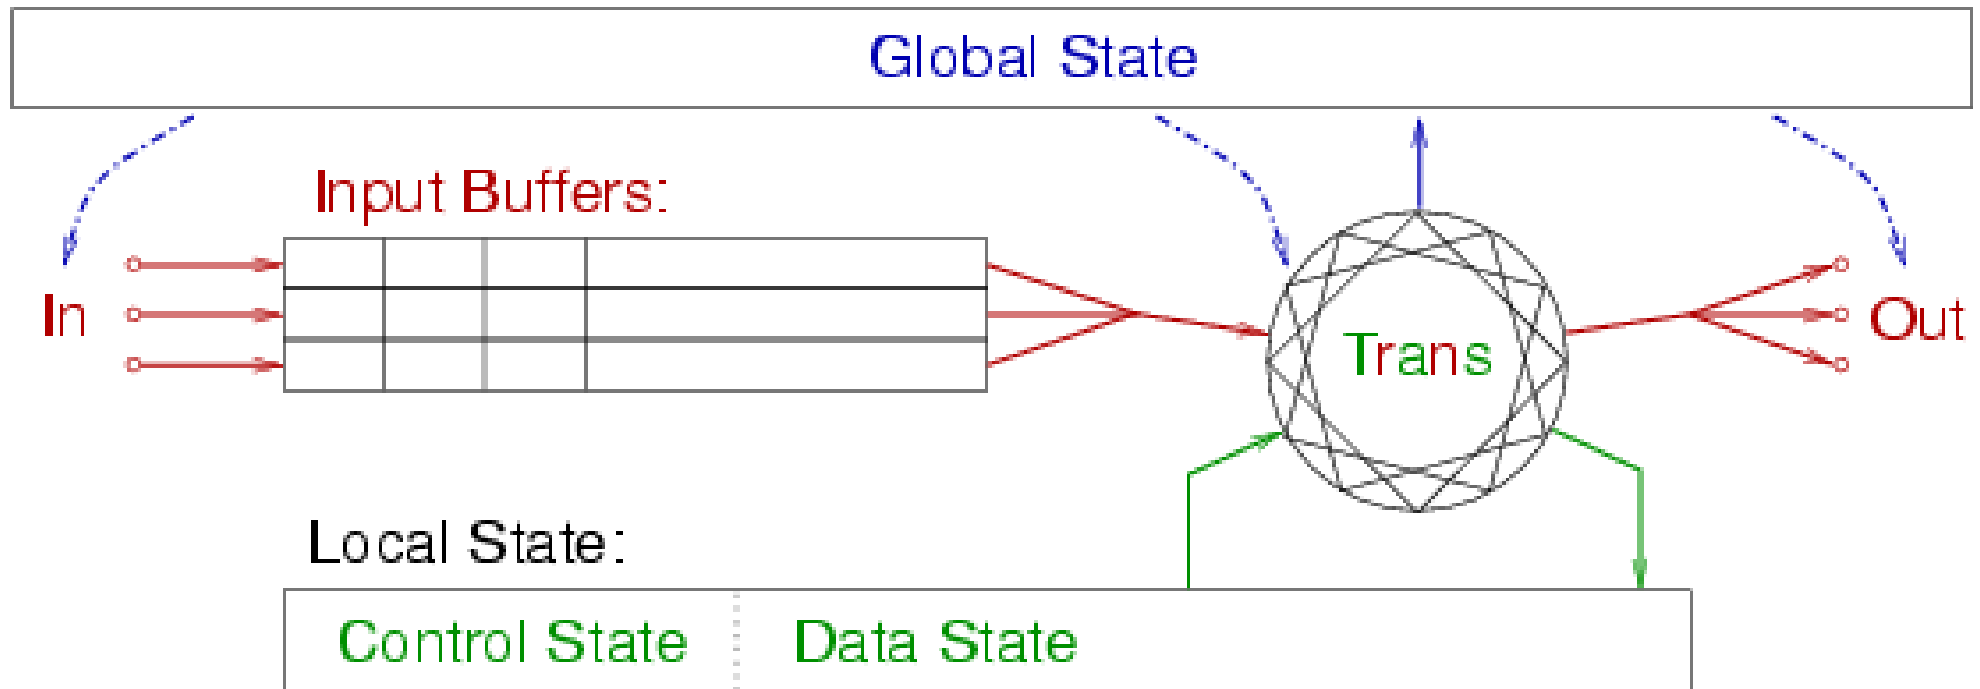 Global State
Input Buffers:
In
Trans
Out
Local State:
Control State
Data State